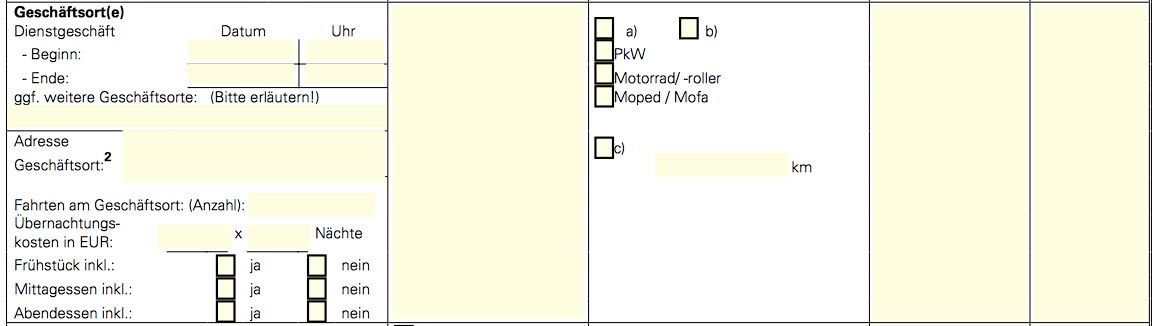 Geschäftsort(e)
Dienstgeschäft Datum Uhr
- Beginn:
- Ende:
ggf. weitere Geschäftsorte: (Bitte erläutern!)
Adresse
Geschäftsort:2
Fahrten am Geschäftsort: (Anzahl):
Übernachtungs-
kosten in EUR: x Nächte
Frühstück inkl.: ja nein
Mittagessen inkl.: ja nein
Abendessen inkl.: ja nein
a) b)
PkW
Motorrad/ -roller
Moped / Mofa
c)
km